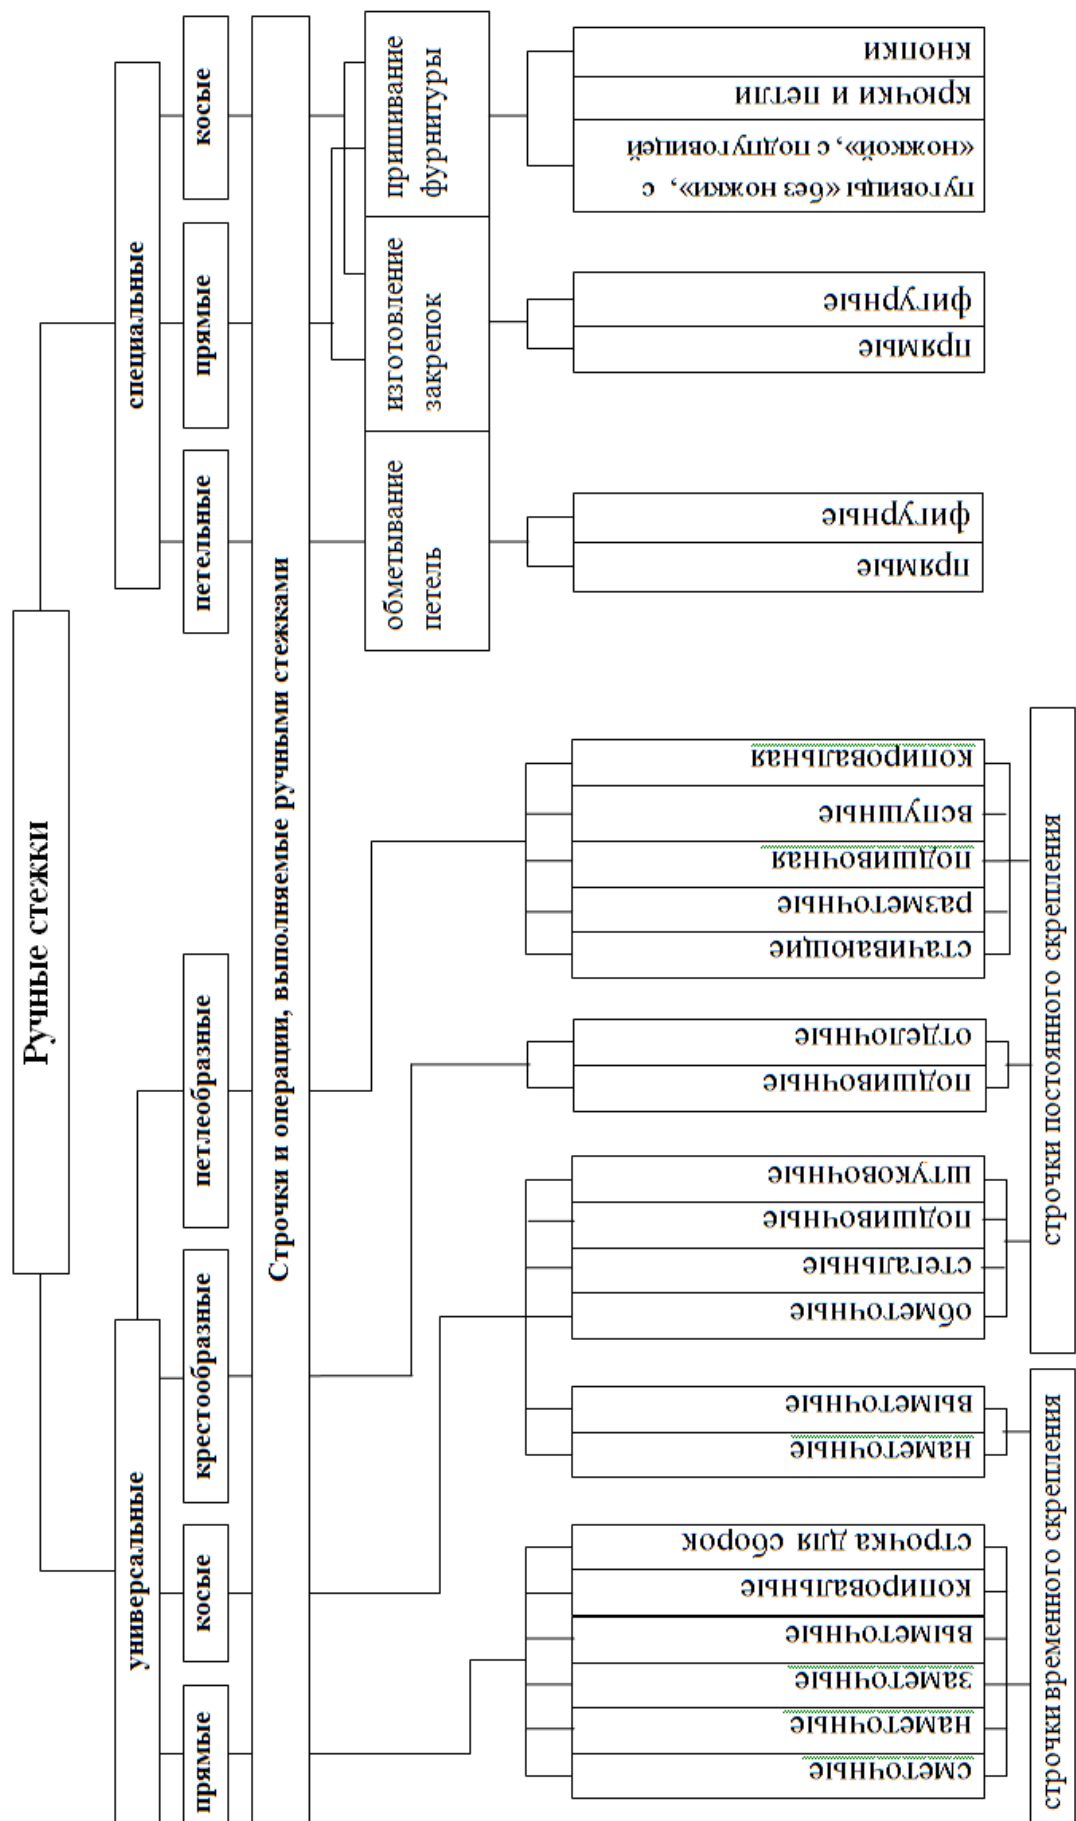 Ручные стежки
универсальные
специальные
прямые
косые
крестообразные
петлеобразные
петельные
прямые
косые
Строчки и операции, выполняемые ручными стежками
обметывание
петель
изготовление
закрепок
пришивание
фурнитуры
сметочные
наметочные
заметочные
выметочные
копировальные
строчка для сборок
наметочные
выметочные
обметочные
стегальные
подшивочные
штуковочные
подшивочные
отделочные
стачивающие
разметочные
подшивочная
вспушные
копировальная
прямые
фигурные
прямые
фигурные
пуговицы «без ножки», с
«ножкой», с подпуговицей
крючки и петли
кнопки
строчки временного скрепления
строчки постоянного скрепления